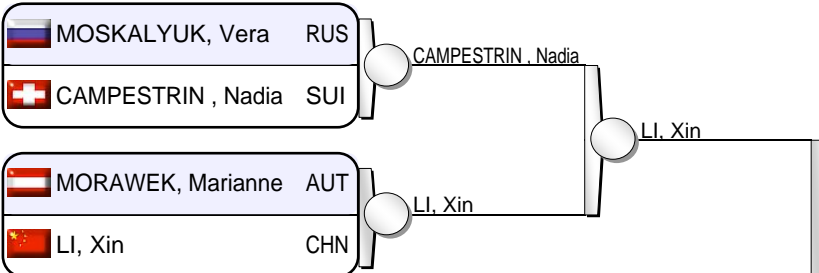 MOSKALYUK, Vera RUS
CAMPESTRIN , Nadia
CAMPESTRIN , Nadia SUI
LI, Xin
MORAWEK, Marianne AUT
LI, Xin
LI, Xin CHN